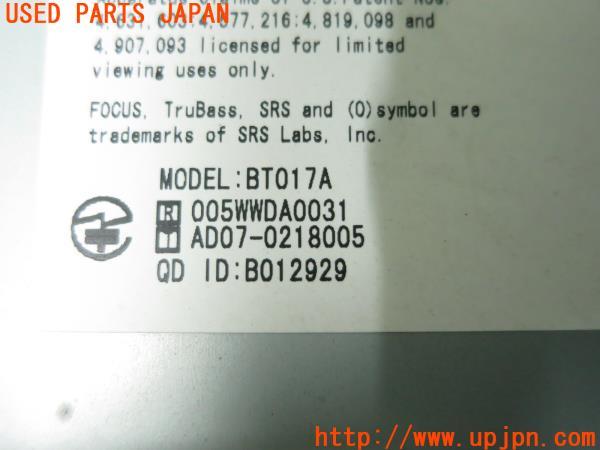 USED PARTS JAPAN
4,907,093 licensed for limited
viewing uses only.
FOCUS, TruBass, SRS and (O)symbol are
trademarks of SRS Labs, Inc.
MODEL:BT017A
R 005WWDA0031
T AD07-0218005
QD ID:B012929
UPJ http://www.upjpn.com